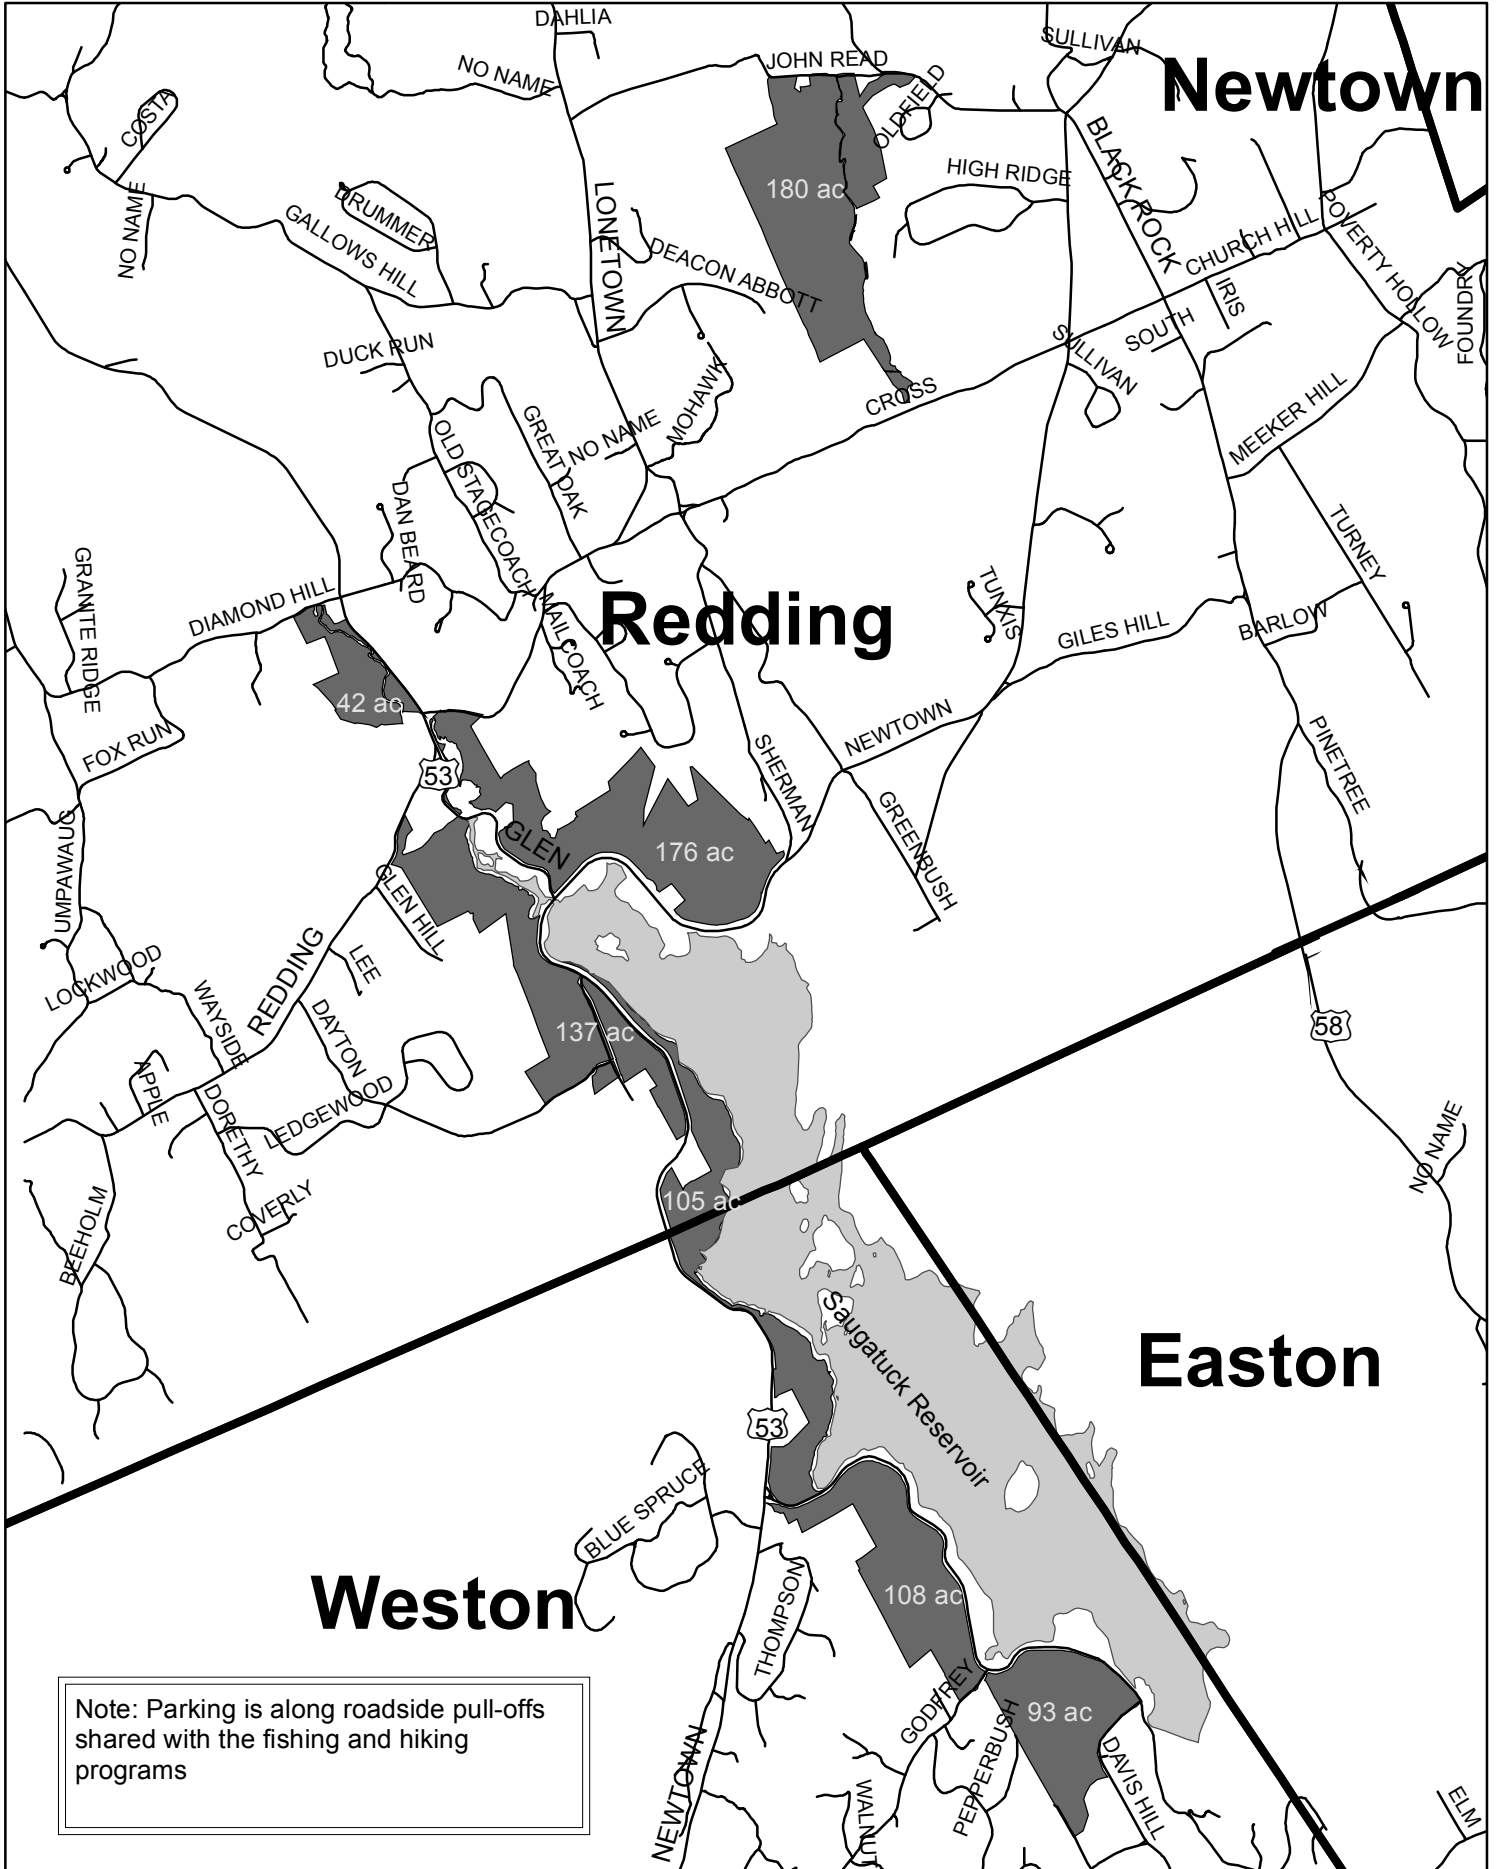 DAHLIA
SULLIVAN
JOHN READ
NO NAME
Newtown
OLDFIELD
COSTA
BLACK ROCK
HIGH RIDGE
180 ac
NO NAME
DRUMMER
LONETOWN
GALLOWS HILL
POVERTY HOLLOW
CHURCH HILL
DEACON ABBOTT
FOUNDRY
IRIS
SOUTH
SULLIVAN
DUCK RUN
MOHAWK
CROSS
MEEKER HILL
GREAT OAK
NO NAME
OLD STAGECOACH
DAN BEARD
TURNEY
GRANITE RIDGE
DIAMOND HILL
MAILCOACH
Redding
TUNXIS
GILES HILL
BARLOW
42 ac
FOX RUN
NEWTOWN
PINETREE
SHERMAN
53
GREENBUSH
UMPAWAUG
GLEN
176 ac
GLEN HILL
LOCKWOOD
REDDING
LEE
WAYSIDE
DAYTON
137 ac
58
APPLE
DORETHY
LEDGEWOOD
NO NAME
BEEHOLM
COVERLY
105 ac
Saugatuck Reservoir
Easton
53
BLUE SPRUCE
Weston
THOMPSON
108 ac
GODFREY
PEPPERBUSH
93 ac
DAVIS HILL
NEWTOWN
WALNUT
ELM
Note: Parking is along roadside pull-offs
shared with the fishing and hiking
programs